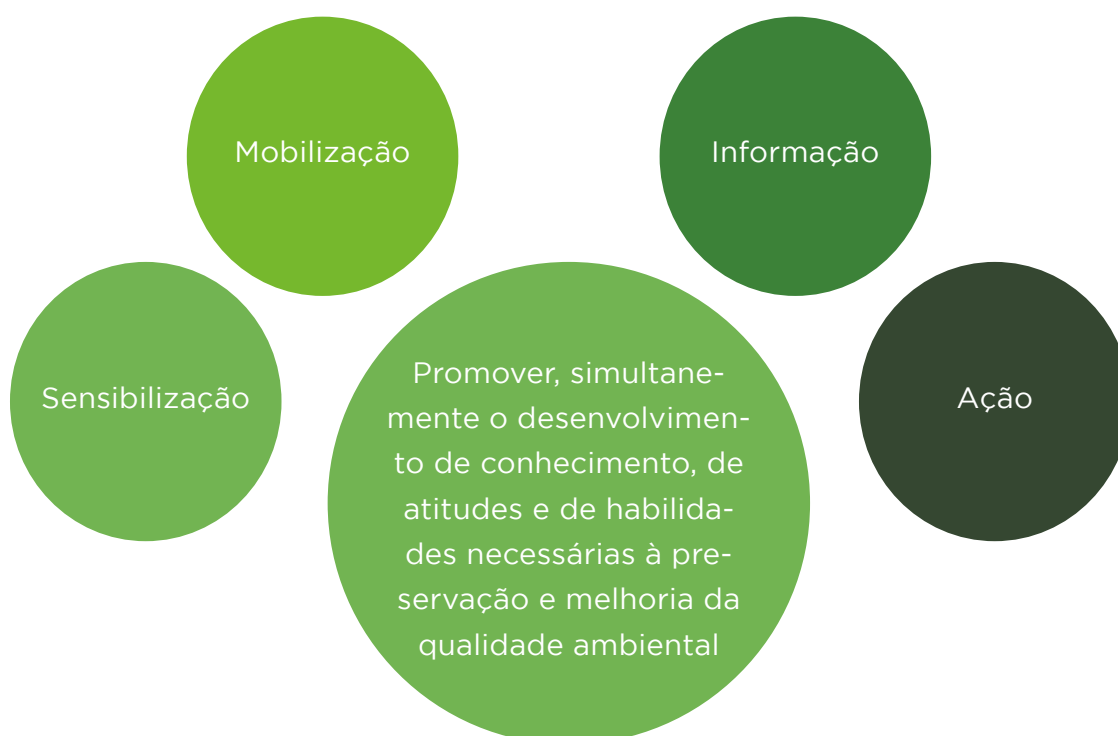 Mobilização
Informação
Sensibilização
Promover, simultane-
mente o desenvolvimen-
to de conhecimento, de
atitudes e de habilida-
des necessárias à pre-
servação e melhoria da
qualidade ambiental
Ação